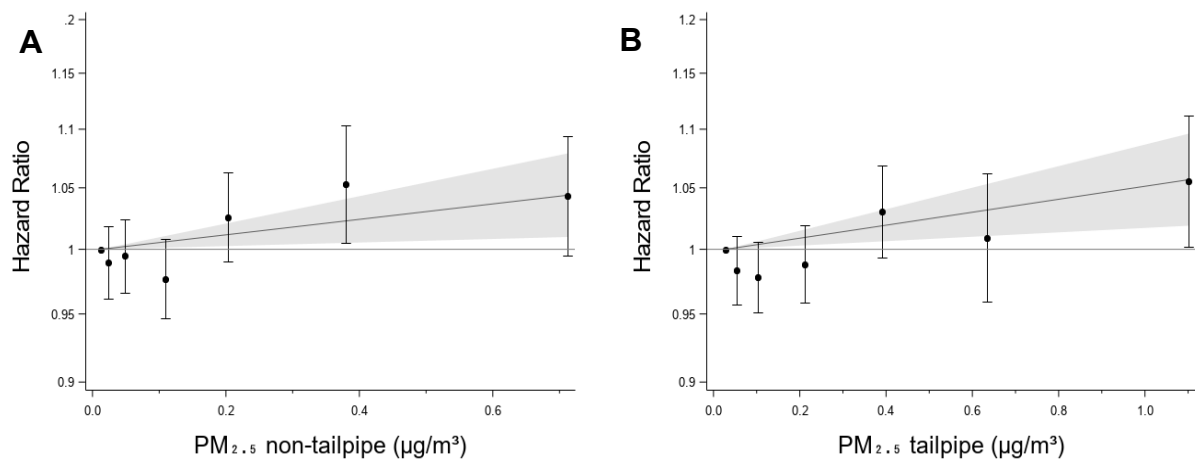 A
Hazard Ratio
.2
1.15
1.1
1.05
1
0.95
0.9
0.0 0.2 0.4 0.6
PM₂.₅ non-tailpipe (µg/m³)
B
Hazard Ratio
1.2
1.15
1.1
1.05
1
0.95
0.9
0.0 0.2 0.4 0.6 0.8 1.0
PM₂.₅ tailpipe (µg/m³)